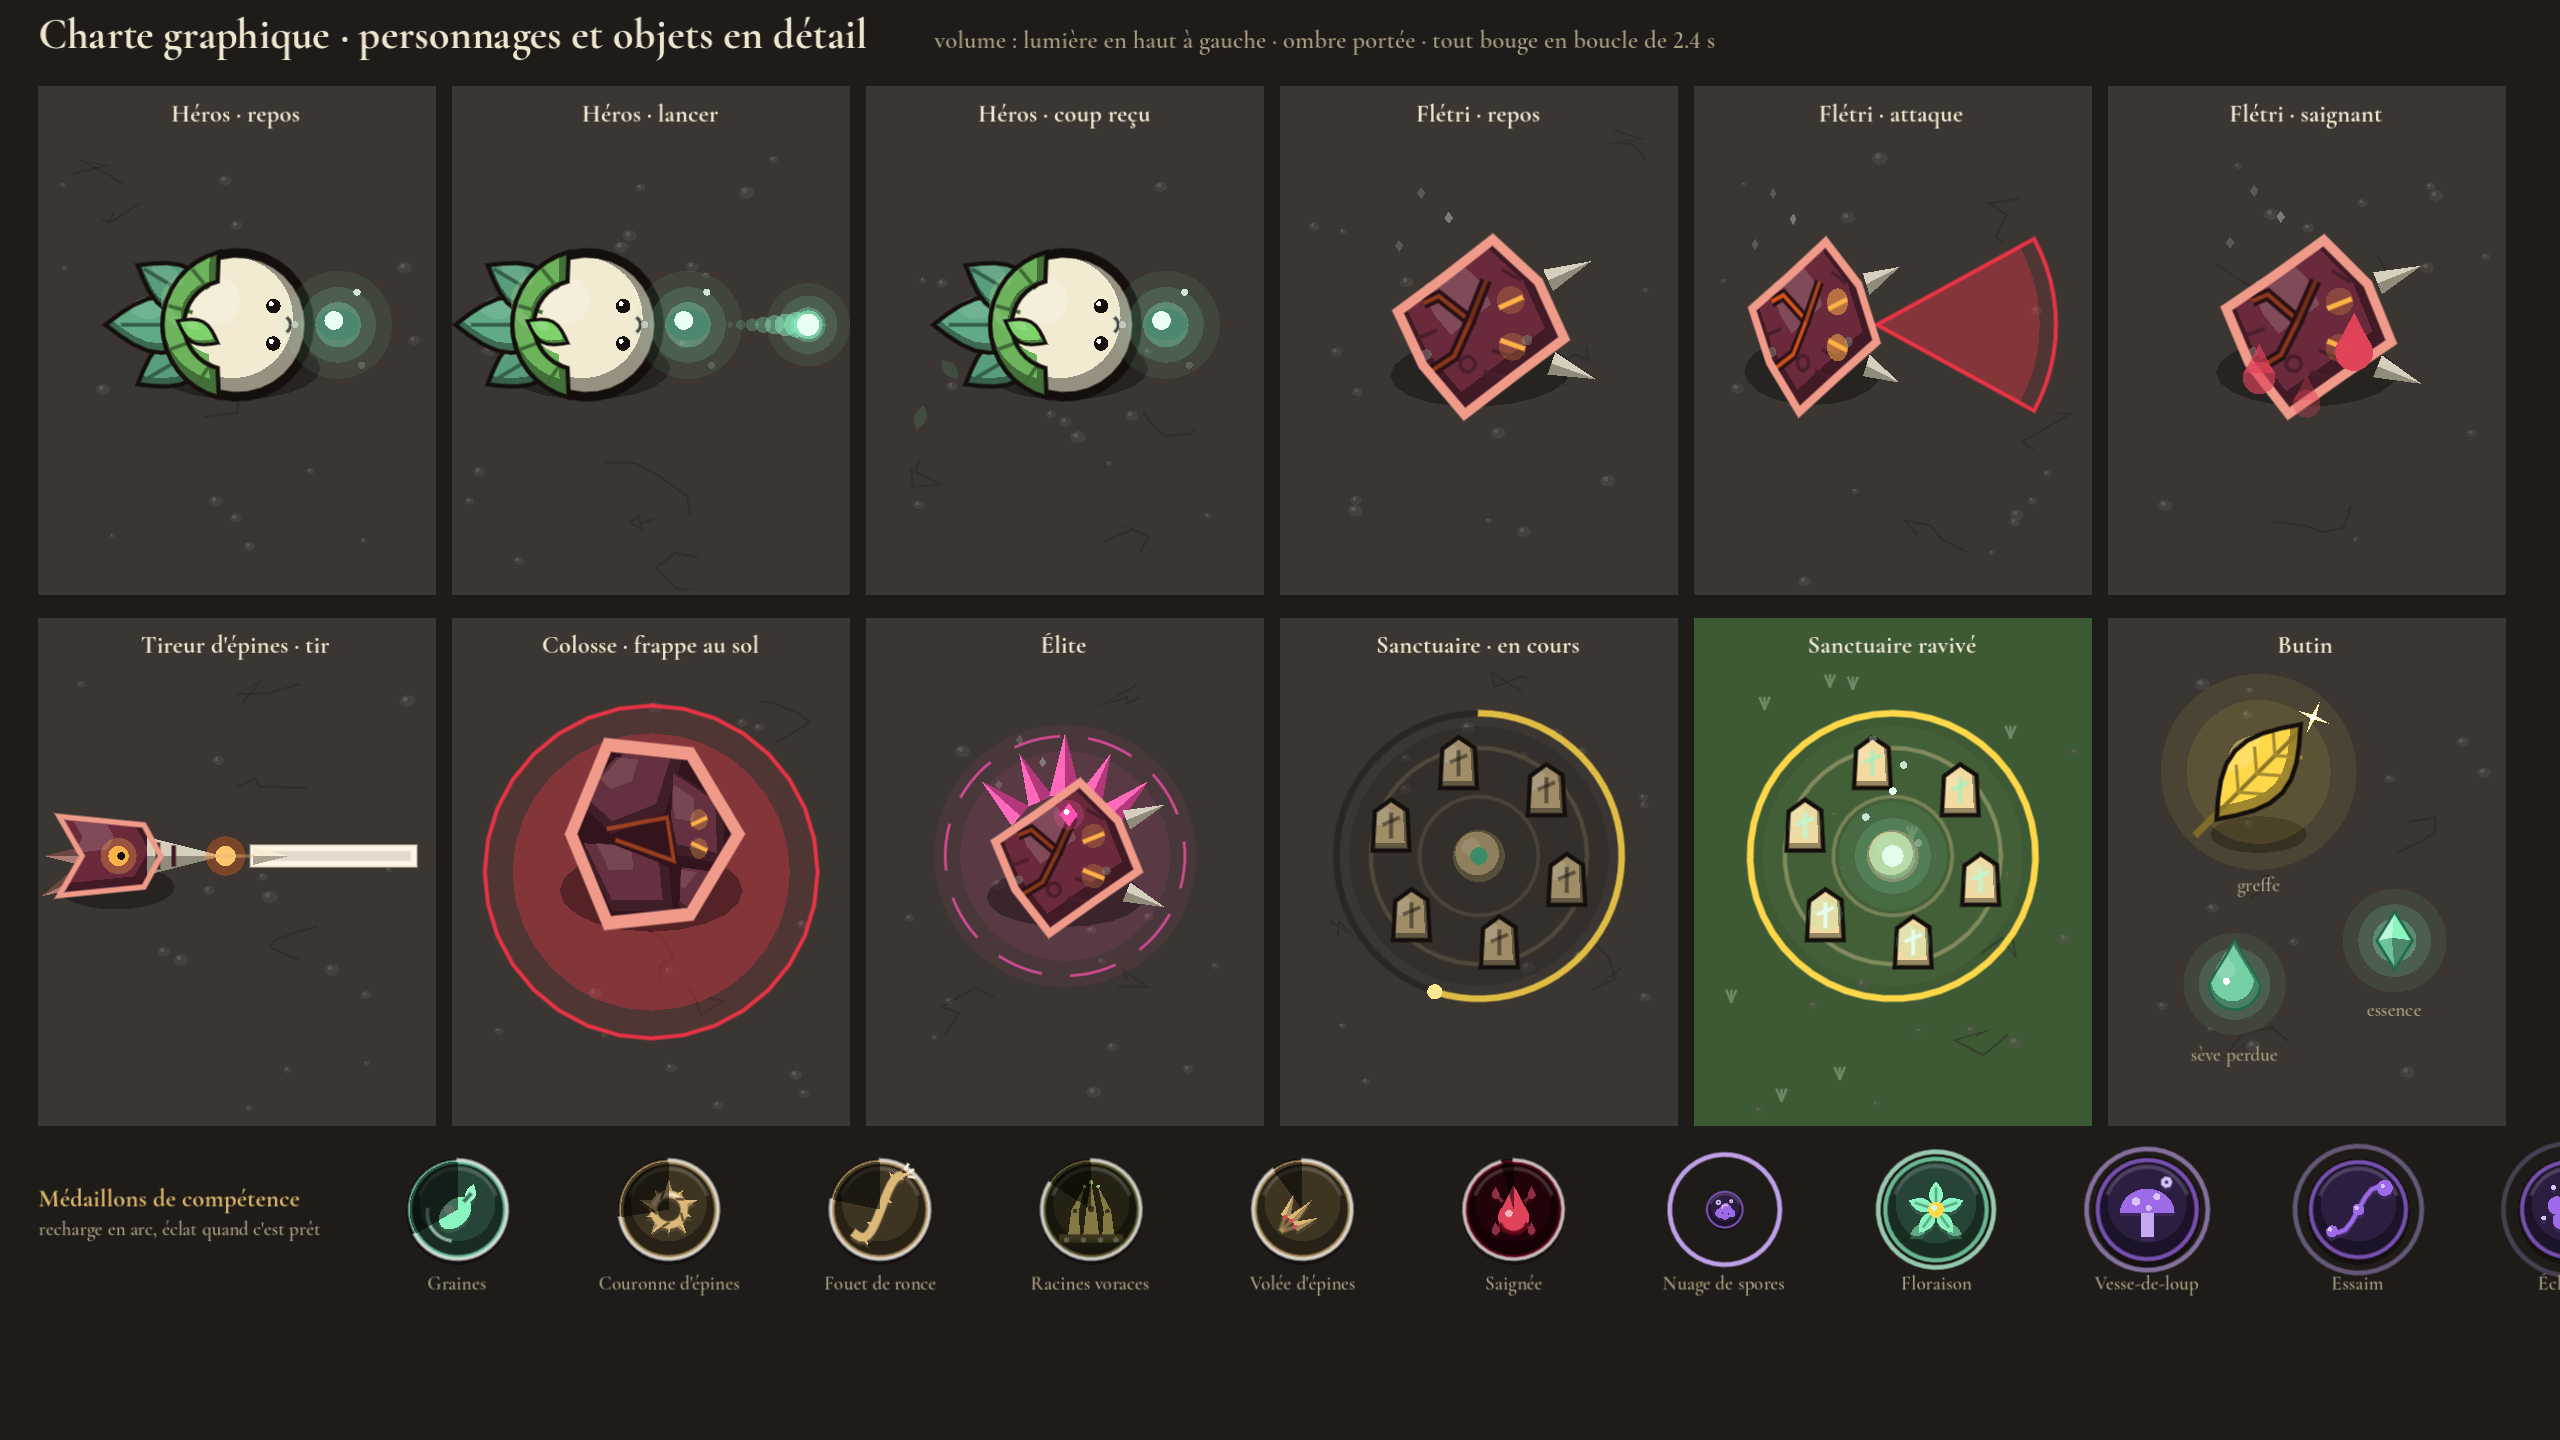 Charte graphique · personnages et objets en détail
volume : lumière en haut à gauche · ombre portée · tout bouge en boucle de 2.4 s
Héros · repos
Héros · lancer
Héros · coup reçu
Flétri · repos
Flétri · attaque
Flétri · saignant
Tireur d'épines · tir
Colosse · frappe au sol
Élite
Sanctuaire · en cours
Sanctuaire ravivé
Butin
greffe
essence
sève perdue
Médaillons de compétence
recharge en arc, éclat quand c'est prêt
Graines
Couronne d'épines
Fouet de ronce
Racines voraces
Volée d'épines
Saignée
Nuage de spores
Floraison
Vesse-de-loup
Essaim